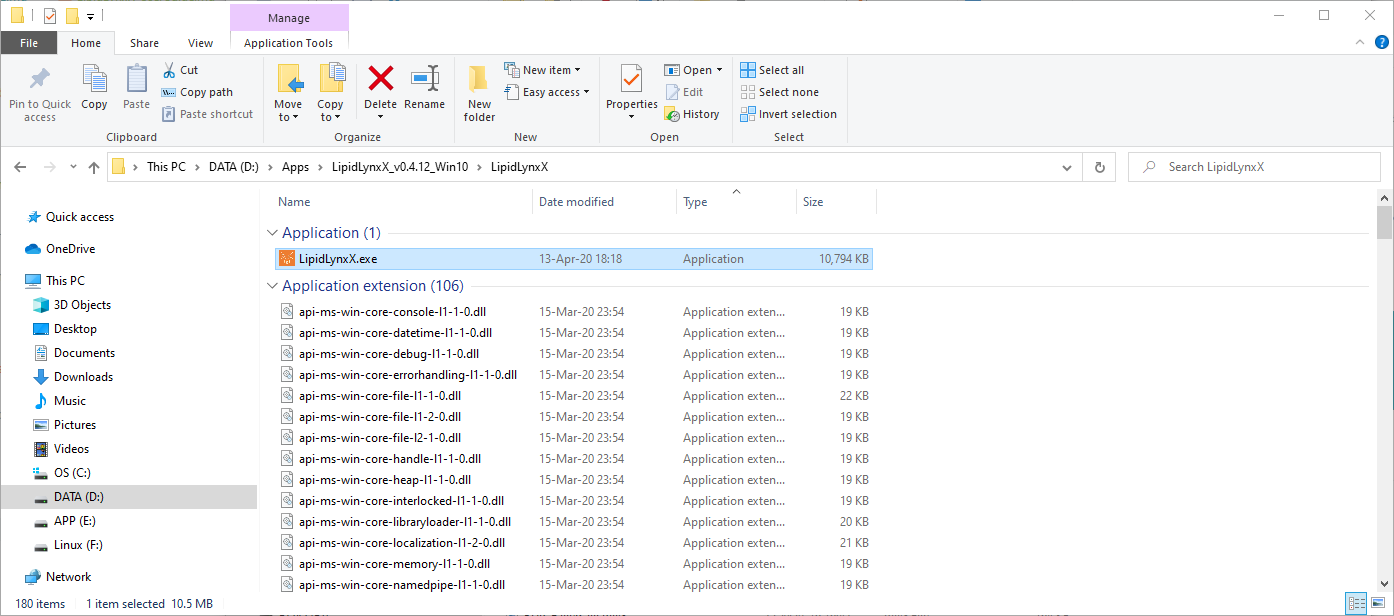 Manage
File Home Share View Application Tools
Pin to Quick access
Copy
Paste
Cut
Copy path
Paste shortcut
Clipboard
Move to
Copy to
Delete
Rename
Organize
New folder
New item
Easy access
New
Properties
Open
Edit
History
Open
Select all
Select none
Invert selection
Select
This PC > DATA (D:) > Apps > LipidLynxX_v0.4.12_Win10 > LipidLynxX
Search LipidLynxX
Quick access
OneDrive
This PC
3D Objects
Desktop
Documents
Downloads
Music
Pictures
Videos
OS (C:)
DATA (D:)
APP (E:)
Linux (F:)
Network
Name Date modified Type Size
Application (1)
LipidLynxX.exe 13-Apr-20 18:18 Application 10,794 KB
Application extension (106)
api-ms-win-core-console-l1-1-0.dll 15-Mar-20 23:54 Application exten... 19 KB
api-ms-win-core-datetime-l1-1-0.dll 15-Mar-20 23:54 Application exten... 19 KB
api-ms-win-core-debug-l1-1-0.dll 15-Mar-20 23:54 Application exten... 19 KB
api-ms-win-core-errorhandling-l1-1-0.dll 15-Mar-20 23:54 Application exten... 19 KB
api-ms-win-core-file-l1-1-0.dll 15-Mar-20 23:54 Application exten... 22 KB
api-ms-win-core-file-l1-2-0.dll 15-Mar-20 23:54 Application exten... 19 KB
api-ms-win-core-file-l2-1-0.dll 15-Mar-20 23:54 Application exten... 19 KB
api-ms-win-core-handle-l1-1-0.dll 15-Mar-20 23:54 Application exten... 19 KB
api-ms-win-core-heap-l1-1-0.dll 15-Mar-20 23:54 Application exten... 19 KB
api-ms-win-core-interlocked-l1-1-0.dll 15-Mar-20 23:54 Application exten... 19 KB
api-ms-win-core-libraryloader-l1-1-0.dll 15-Mar-20 23:54 Application exten... 20 KB
api-ms-win-core-localization-l1-2-0.dll 15-Mar-20 23:54 Application exten... 21 KB
api-ms-win-core-memory-l1-1-0.dll 15-Mar-20 23:54 Application exten... 19 KB
api-ms-win-core-namedpipe-l1-1-0.dll 15-Mar-20 23:54 Application exten... 19 KB
180 items 1 item selected 10.5 MB